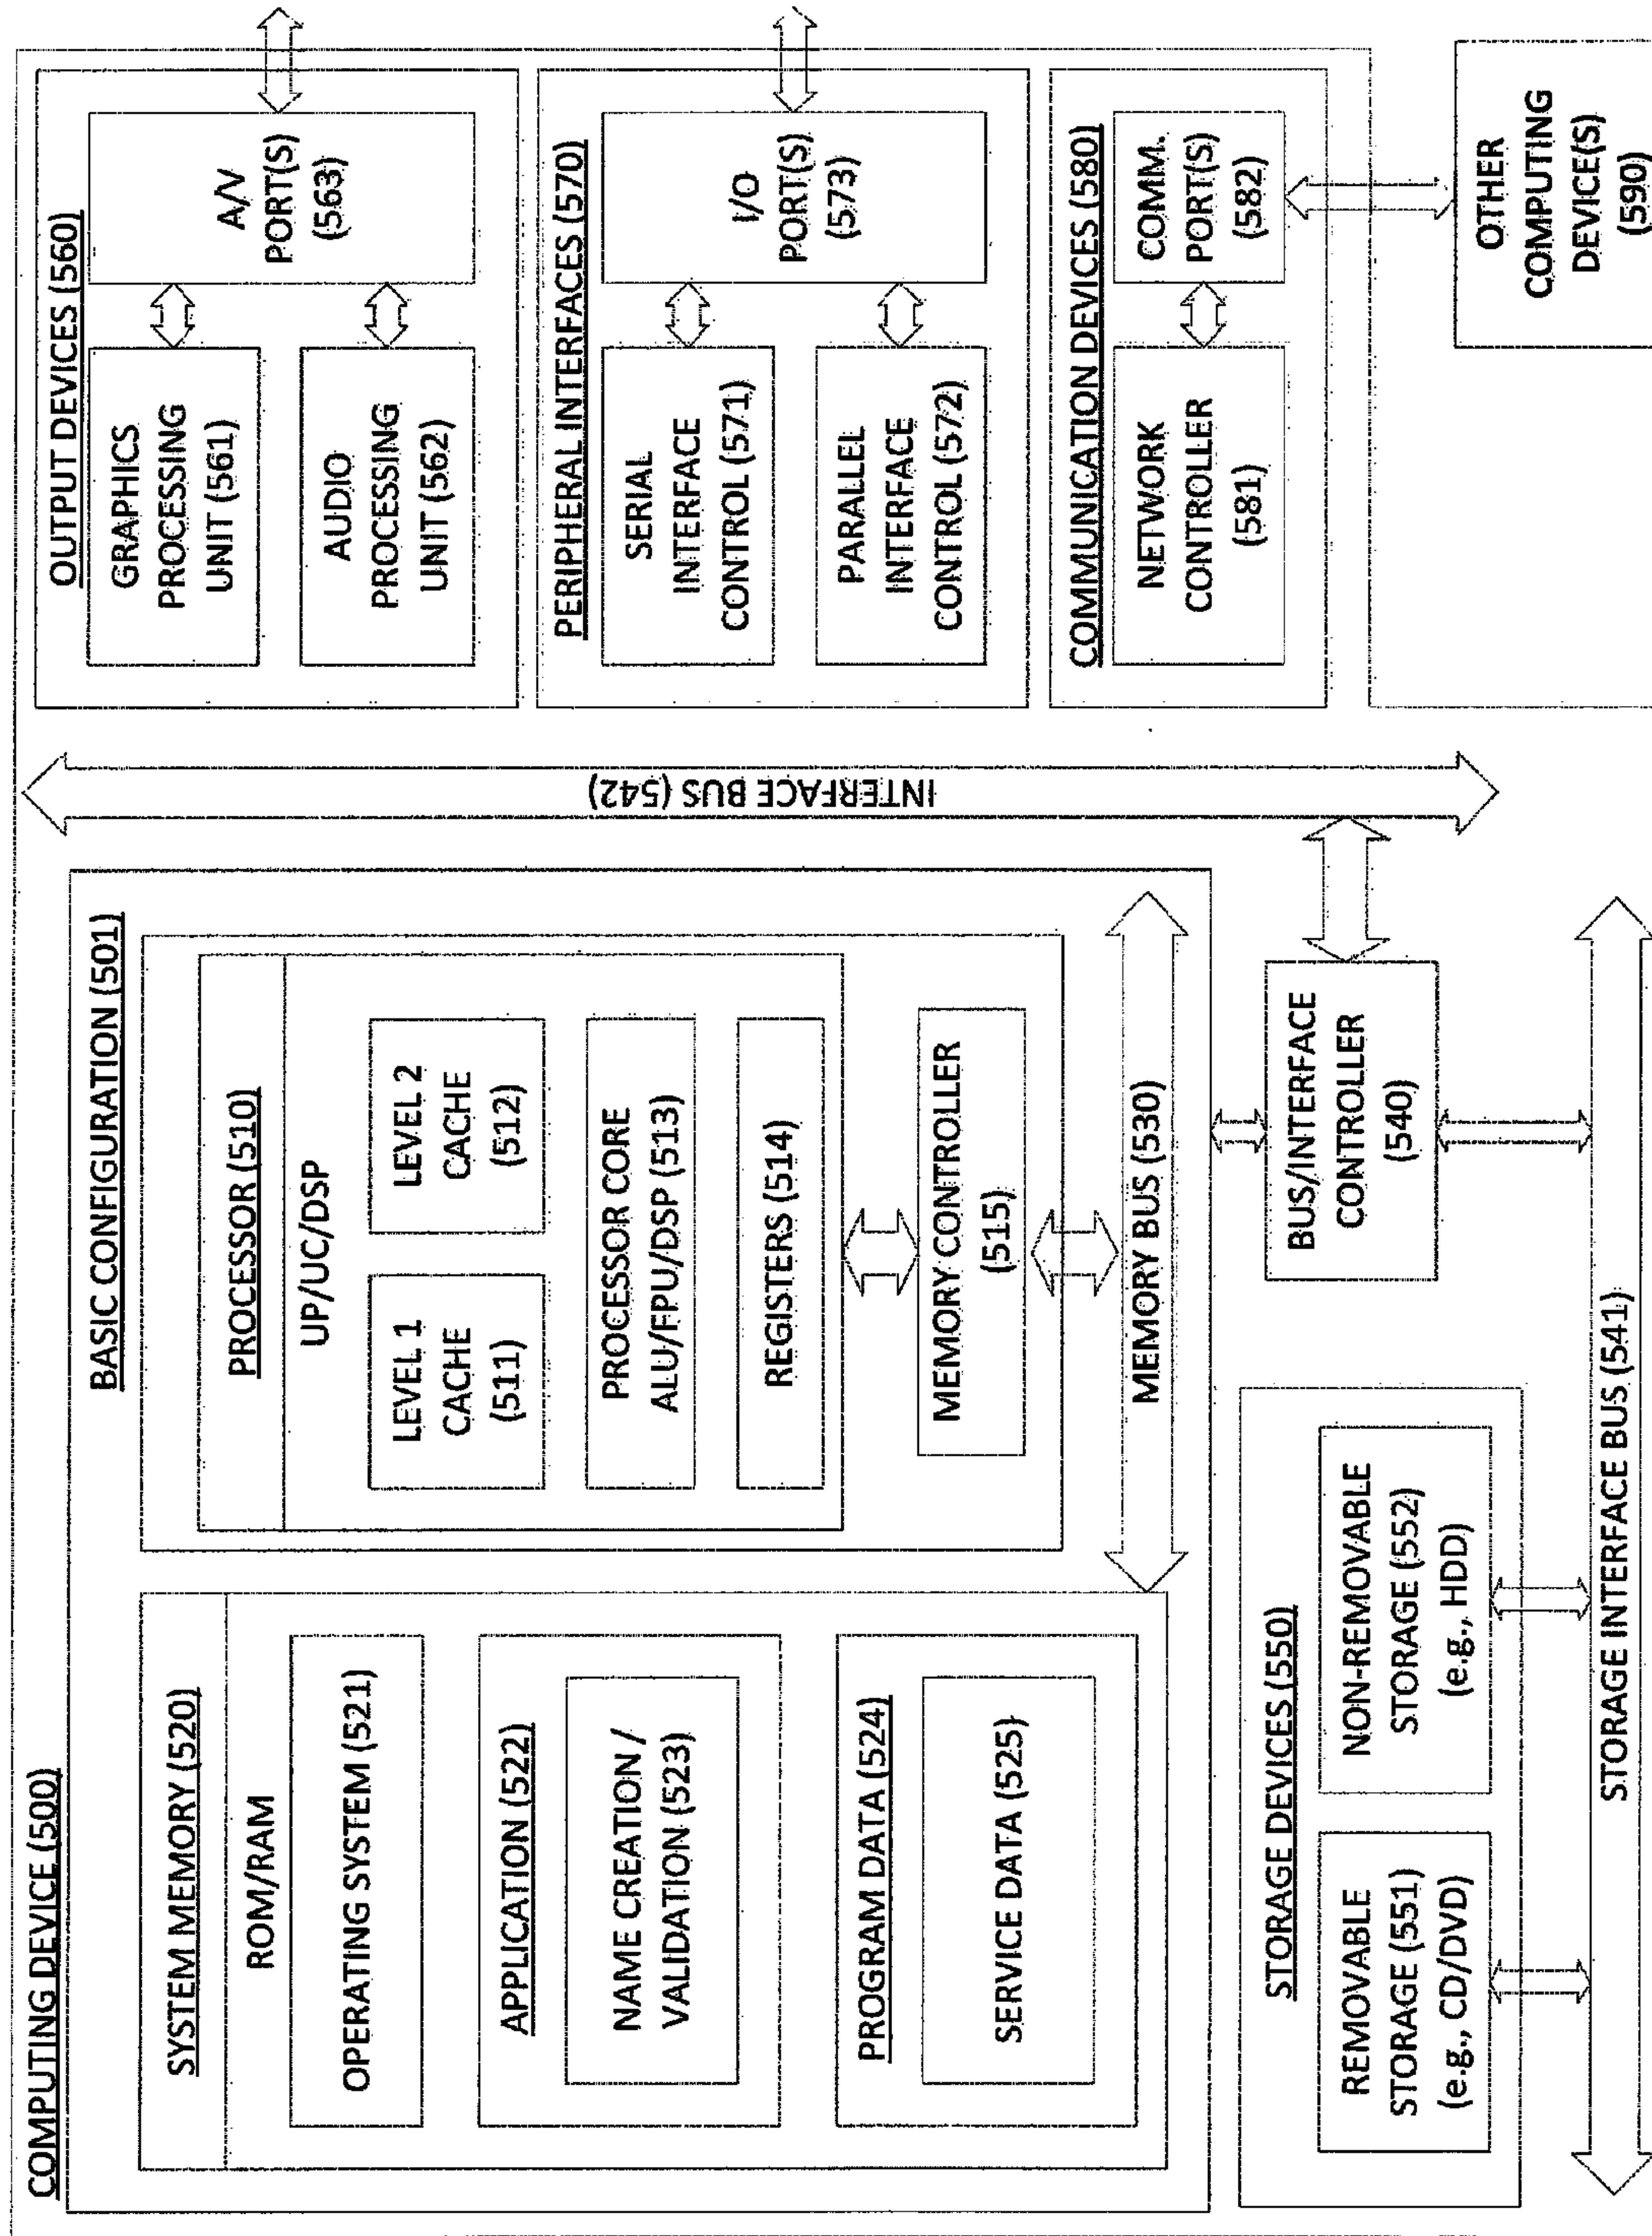 COMPUTING DEVICE (500)
BASIC CONFIGURATION (501)
SYSTEM MEMORY (520)
ROM/RAM
OPERATING SYSTEM (521)
APPLICATION (522)
NAME CREATION /
VALIDATION (523)
PROGRAM DATA (524)
SERVICE DATA (525)
PROCESSOR (510)
UP/UC/DSP
LEVEL 1
CACHE
(511)
LEVEL 2
CACHE
(512)
PROCESSOR CORE
ALU/FPU/DSP (513)
REGISTERS (514)
MEMORY CONTROLLER
(515)
MEMORY BUS (530)
BUS/INTERFACE
CONTROLLER
(540)
INTERFACE BUS (542)
OUTPUT DEVICES (560)
GRAPHICS
PROCESSING
UNIT (561)
AUDIO
PROCESSING
UNIT (562)
A/V
PORT(S)
(563)
PERIPHERAL INTERFACES (570)
SERIAL
INTERFACE
CONTROL (571)
PARALLEL
INTERFACE
CONTROL (572)
I/O
PORT(S)
(573)
COMMUNICATION DEVICES (580)
NETWORK
CONTROLLER
(581)
COMM.
PORT(S)
(582)
OTHER
COMPUTING
DEVICE(S)
(590)
STORAGE DEVICES (550)
REMOVABLE
STORAGE (551)
(e.g., CD/DVD)
NON-REMOVABLE
STORAGE (552)
(e.g., HDD)
STORAGE INTERFACE BUS (541)